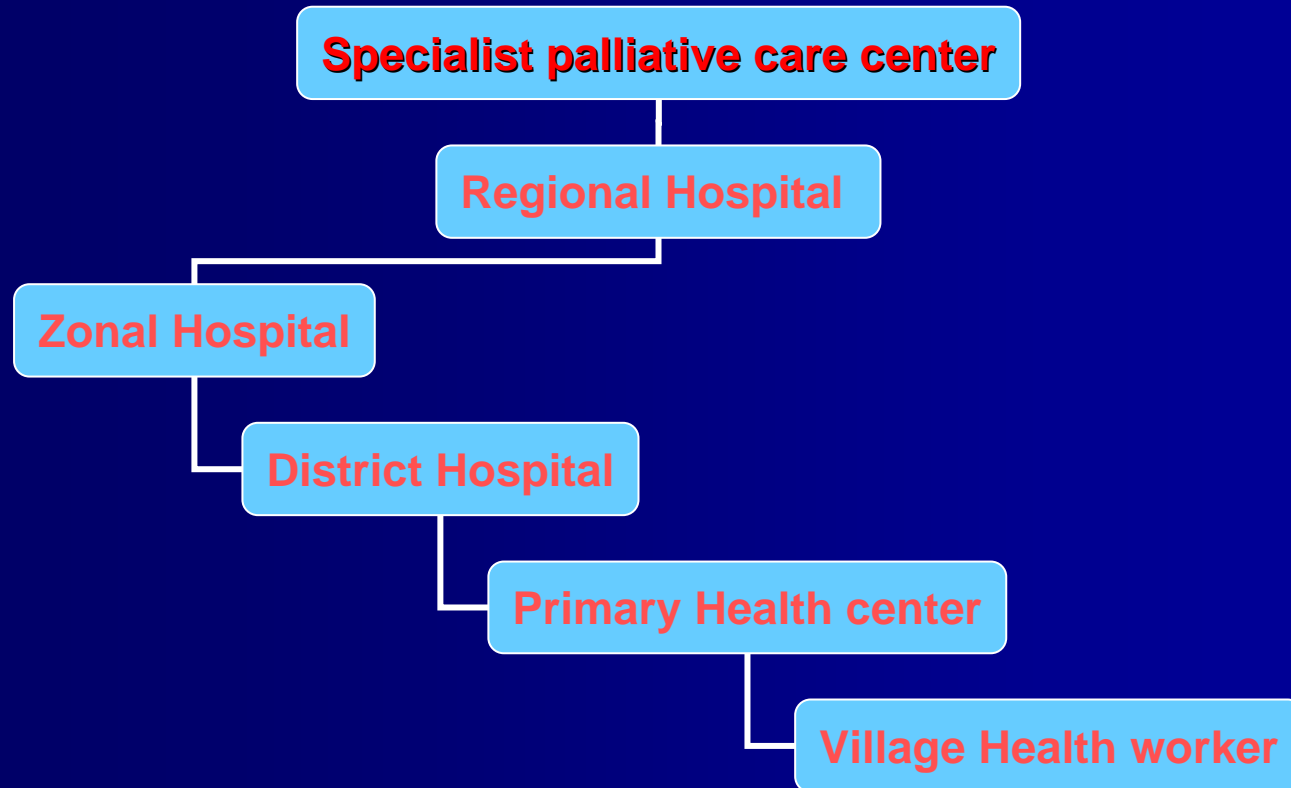 Specialist palliative care center
Regional Hospital
Zonal Hospital
District Hospital
Primary Health center
Village Health worker